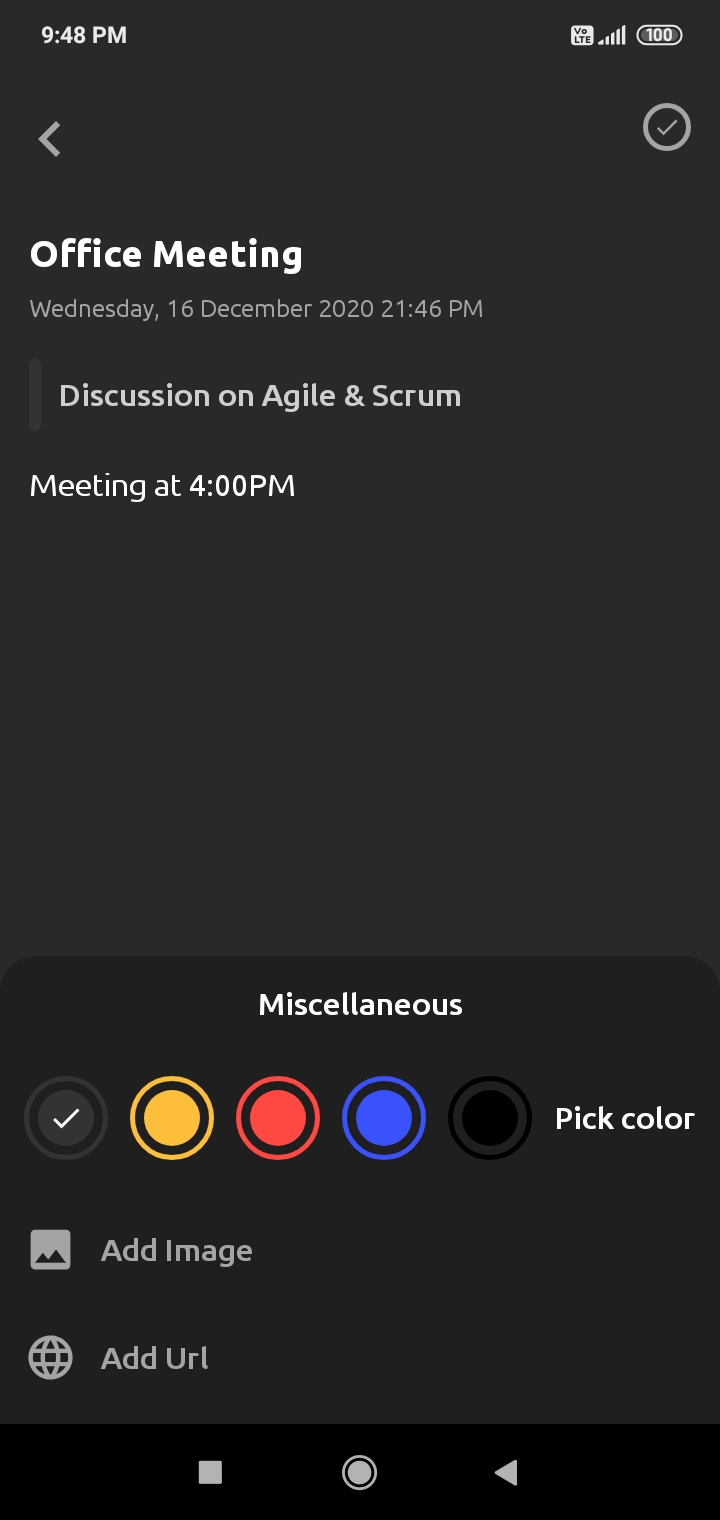 9:48 PM
Vo LTE
100
Office Meeting
Wednesday, 16 December 2020 21:46 PM
Discussion on Agile & Scrum
Meeting at 4:00PM
Miscellaneous
Pick color
Add Image
Add Url